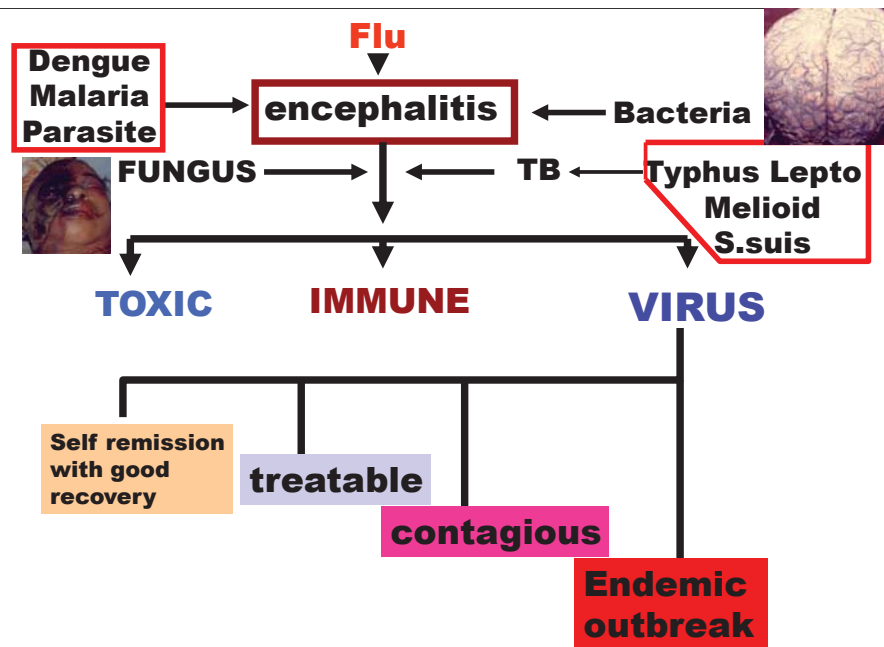 Flu
Dengue
Malaria
Parasite
encephalitis
Bacteria
FUNGUS
TB
Typhus Lepto
Melioid
S.suis
TOXIC
IMMUNE
VIRUS
Self remission
with good
recovery
treatable
contagious
Endemic
outbreak